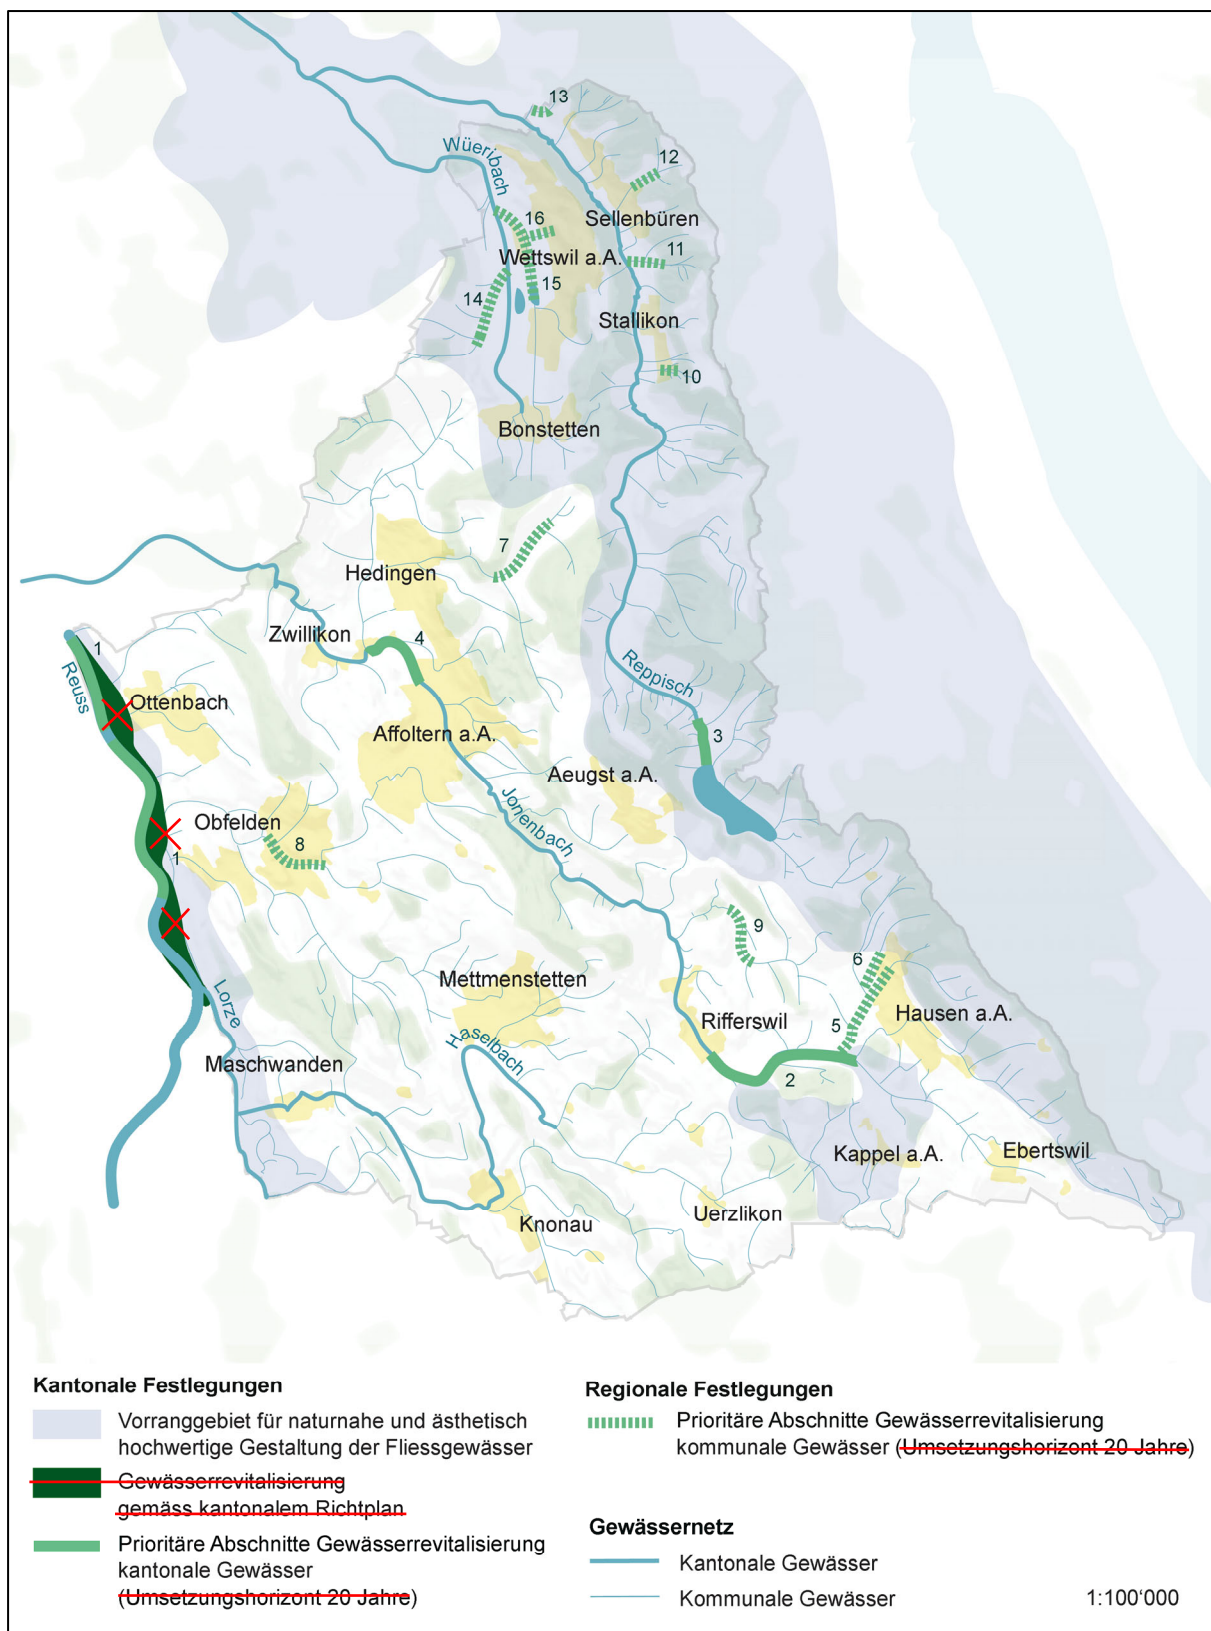 13
Wüeribach
12
16
Sellenbüren
11
Wettswil a.A.
15
14
Stallikon
10
Bonstetten
7
Hedingen
Zwillikon
4
1
Reuss
Reppisch
Ottenbach
Affoltern a.A.
3
Aeugst a.A.
Jonenbach
Obfelden
8
1
9
6
Mettmenstetten
Lorze
Rifferswil
Hausen a.A.
5
Haselbach
Maschwanden
2
Kappel a.A.
Ebertswil
Uerzlikon
Knonau
Kantonale Festlegungen
Vorranggebiet für naturnahe und ästhetisch
hochwertige Gestaltung der Fliessgewässer
Gewässerrevitalisierung
gemäss kantonalem Richtplan
Prioritäre Abschnitte Gewässerrevitalisierung
kantonale Gewässer
(Umsetzungshorizont 20 Jahre)
Regionale Festlegungen
Prioritäre Abschnitte Gewässerrevitalisierung
kommunale Gewässer (Umsetzungshorizont 20 Jahre)
Gewässernetz
Kantonale Gewässer
Kommunale Gewässer
1:100‘000